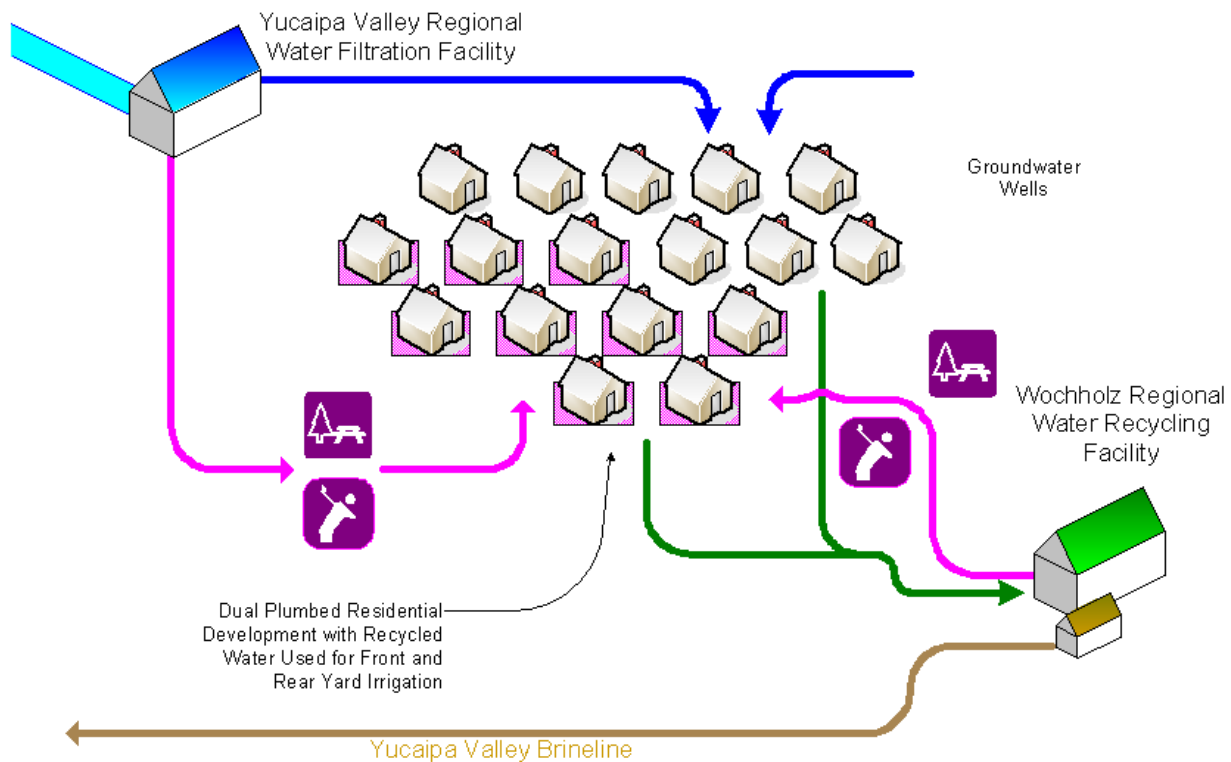 Yucaipa Valley Regional
Water Filtration Facility
Groundwater
Wells
Wochholz Regional
Water Recycling
Facility
Dual Plumbed Residential
Development with Recycled
Water Used for Front and
Rear Yard Irrigation
Yucaipa Valley Brineline